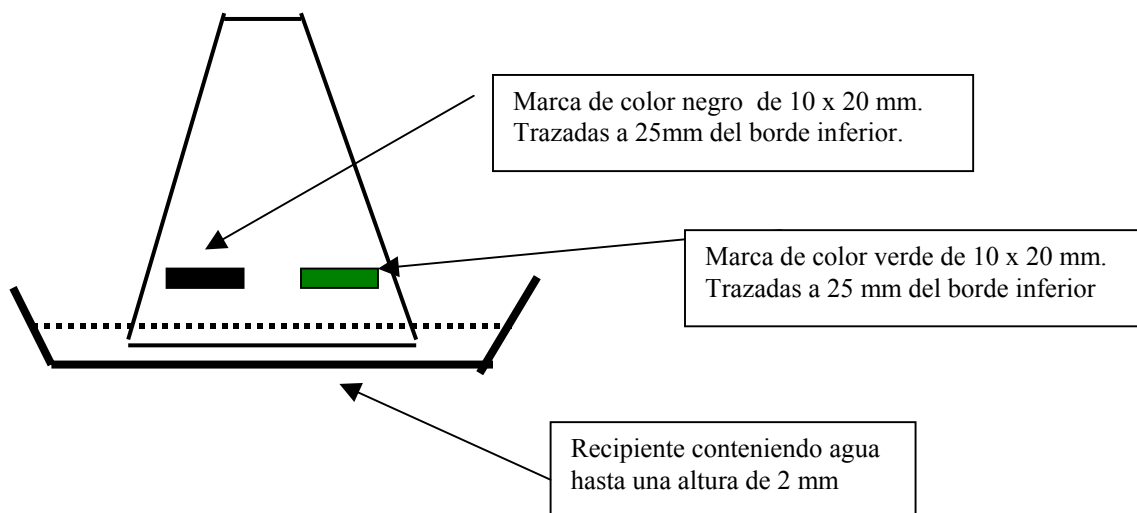 Marca de color negro de 10 x 20 mm.
Trazadas a 25mm del borde inferior.
Marca de color verde de 10 x 20 mm.
Trazadas a 25 mm del borde inferior
Recipiente conteniendo agua
hasta una altura de 2 mm